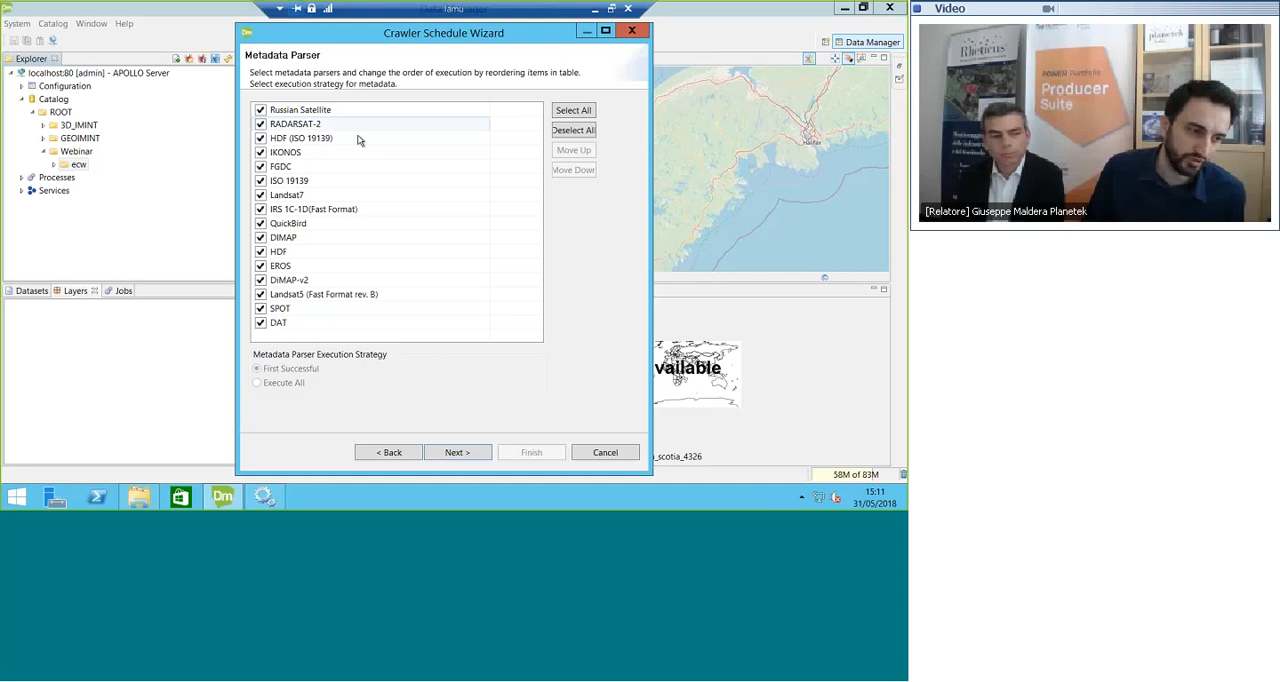 Tamu
System Catalog Window Help
Explorer
localhost:80 [admin] - APOLLO Server
Configuration
Catalog
ROOT
3D_IMINT
GEOIMINT
Webinar
ecw
Processes
Services
Datasets Layers Jobs
Crawler Schedule Wizard
Metadata Parser
Select metadata parsers and change the order of execution by reordering items in table.
Select execution strategy for metadata.
Russian Satellite
RADARSAT-2
HDF (ISO 19139)
IKONOS
FGDC
ISO 19139
Landsat7
IRS 1C-1D(Fast Format)
QuickBird
DIMAP
HDF
EROS
DiMAP-v2
Landsat5 (Fast Format rev. B)
SPOT
DAT
Select All
Deselect All
Move Up
Move Down
Metadata Parser Execution Strategy
First Successful
Execute All
< Back Next > Finish Cancel
Data Manager
Halifax
vailable
_scotia_4326
58M of 83M
Dm
15:11
31/05/2018
Video
Rheticus
planetek
POWER Portfolio
Producer
Suite
[Relatore] Giuseppe Maldera Planetek